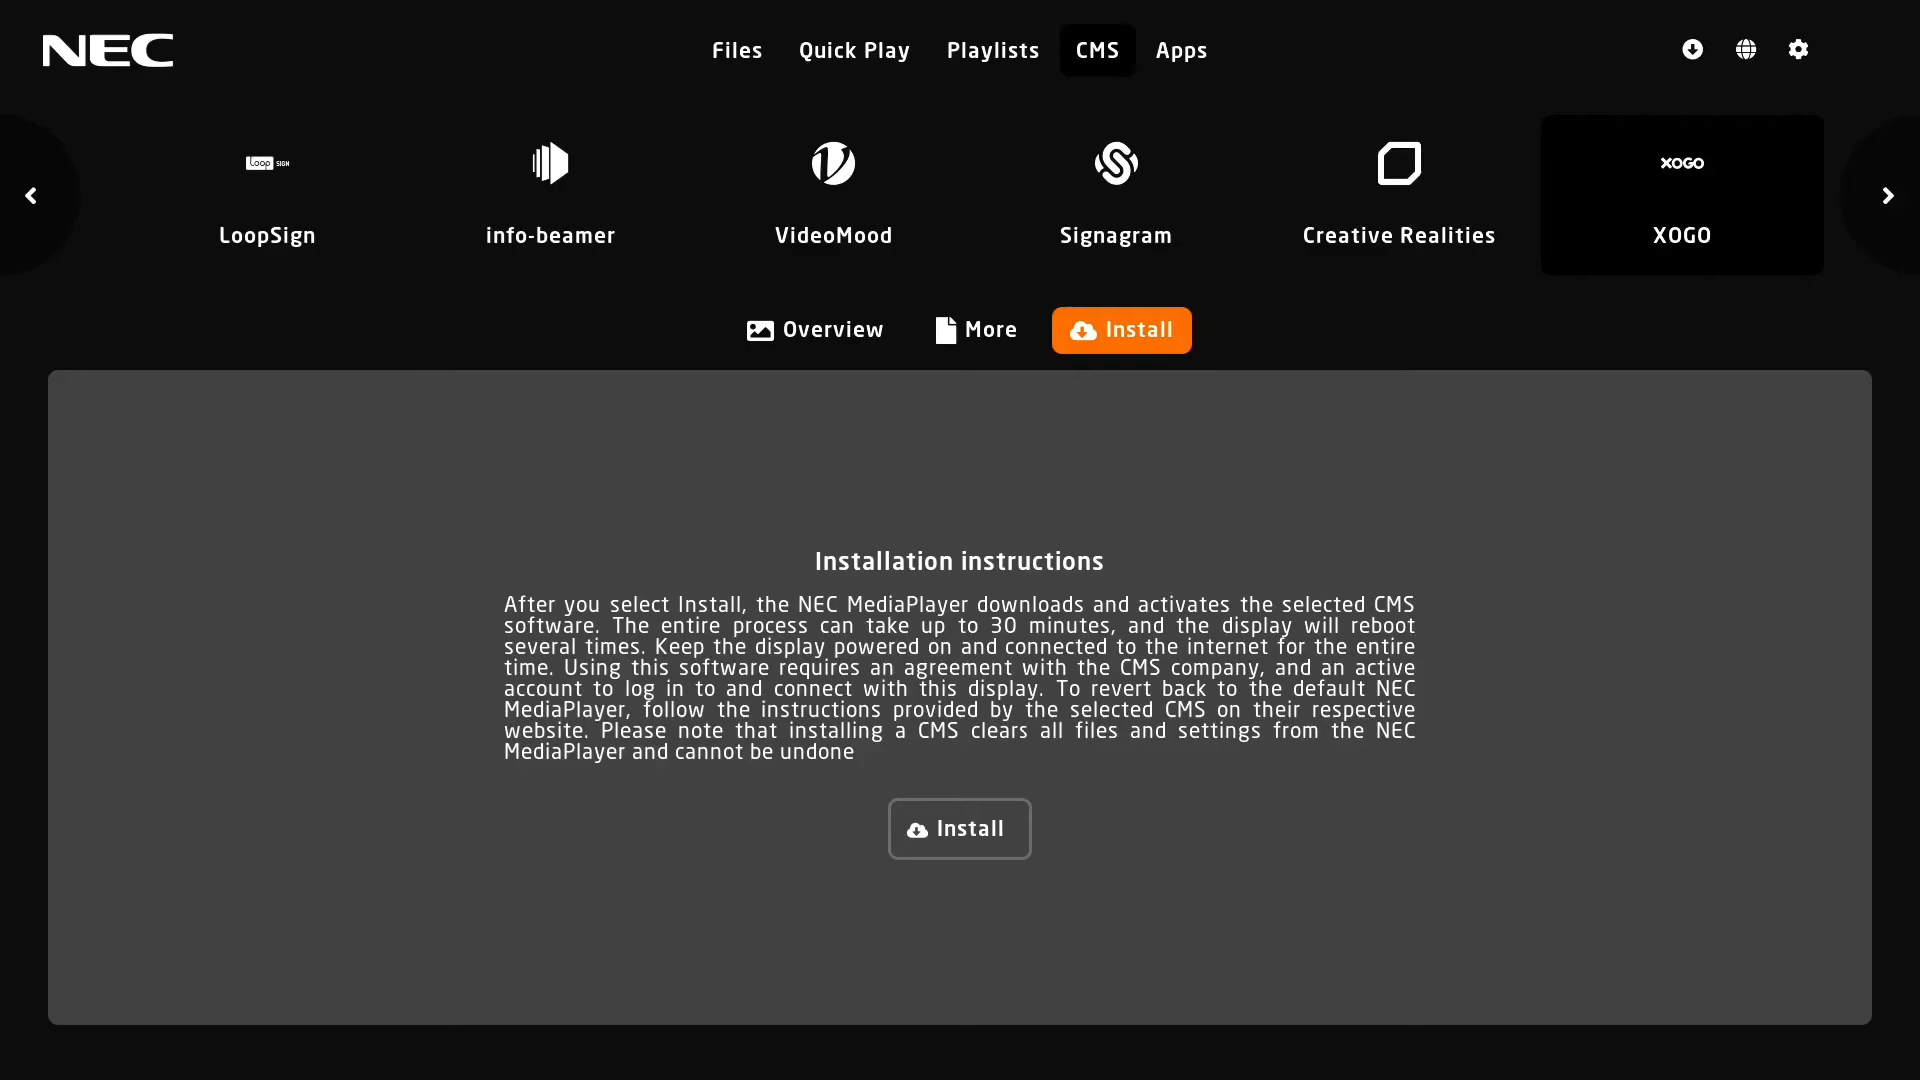 NEC
Files
Quick Play
Playlists
CMS
Apps
Loop SIGN
XOGO
LoopSign
info-beamer
VideoMood
Signagram
Creative Realities
XOGO
Overview
More
Install
Installation instructions
After you select Install, the NEC MediaPlayer downloads and activates the selected CMS
software. The entire process can take up to 30 minutes, and the display will reboot
several times. Keep the display powered on and connected to the internet for the entire
time. Using this software requires an agreement with the CMS company, and an active
account to log in to and connect with this display. To revert back to the default NEC
MediaPlayer, follow the instructions provided by the selected CMS on their respective
website. Please note that installing a CMS clears all files and settings from the NEC
MediaPlayer and cannot be undone
Install